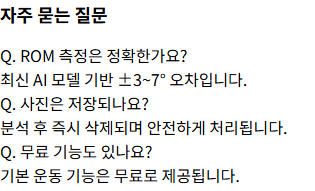 자주 묻는 질문
Q. ROM 측정은 정확한가요?
최신 AI 모델 기반 ±3~7° 오차입니다.
Q. 사진은 저장되나요?
분석 후 즉시 삭제되며 안전하게 처리됩니다.
Q. 무료 기능도 있나요?
기본 운동 기능은 무료로 제공됩니다.